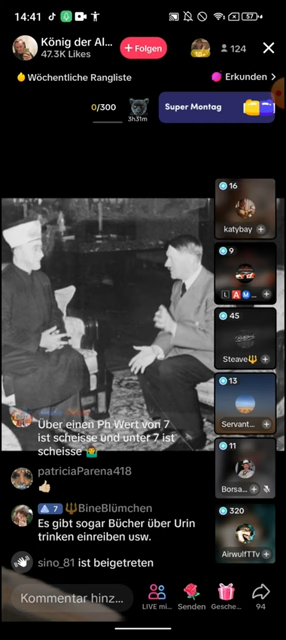 14:41
57
König der Al...
47.3K Likes
+ Folgen
124
Wöchentliche Rangliste
Erkunden >
0/300
3h31m
Super Montag
16
katybay
9
L A M...
45
Steave
13
Servant...
11
Borsa...
320
AirwulfTTv
Über einen Ph Wert von 7
ist scheisse und unter 7 ist
scheisse 🤷‍♂️
patriciaParena418
👍🏻
7 🔱BineBlümchen
Es gibt sogar Bücher über Urin
trinken einreiben usw.
sino_81 ist beigetreten
Kommentar hinz...
LIVE mi...
Senden
Gesche...
94